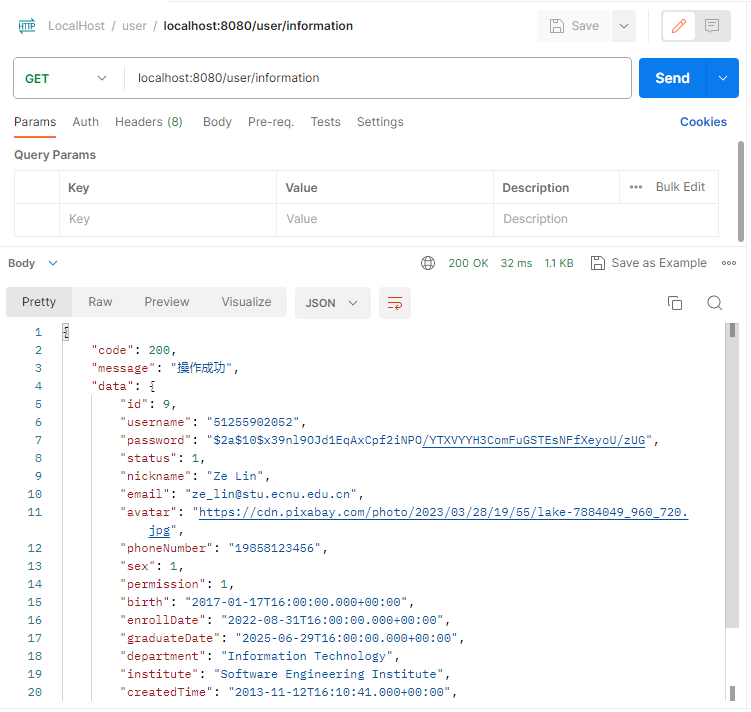 HTTP LocalHost / user / localhost:8080/user/information Save
GET localhost:8080/user/information Send
Params Auth Headers (8) Body Pre-req. Tests Settings Cookies
Query Params
Key Value Description ••• Bulk Edit
Key Value Description
Body 200 OK 32 ms 1.1 KB Save as Example
Pretty Raw Preview Visualize JSON
1 {
2 "code": 200,
3 "message": "操作成功",
4 "data": {
5 "id": 9,
6 "username": "51255902052",
7 "password": "$2a$10$x39nl9OJd1EqAxCpf2iNPO/YTXVYYH3ComFuGSTEsNFfXeyoU/zUG",
8 "status": 1,
9 "nickname": "Ze Lin",
10 "email": "ze_lin@stu.ecnu.edu.cn",
11 "avatar": "https://cdn.pixabay.com/photo/2023/03/28/19/55/lake-7884049_960_720.
jpg",
12 "phoneNumber": "19858123456",
13 "sex": 1,
14 "permission": 1,
15 "birth": "2017-01-17T16:00:00.000+00:00",
16 "enrollDate": "2022-08-31T16:00:00.000+00:00",
17 "graduateDate": "2025-06-29T16:00:00.000+00:00",
18 "department": "Information Technology",
19 "institute": "Software Engineering Institute",
20 "createdTime": "2013-11-12T16:10:41.000+00:00",